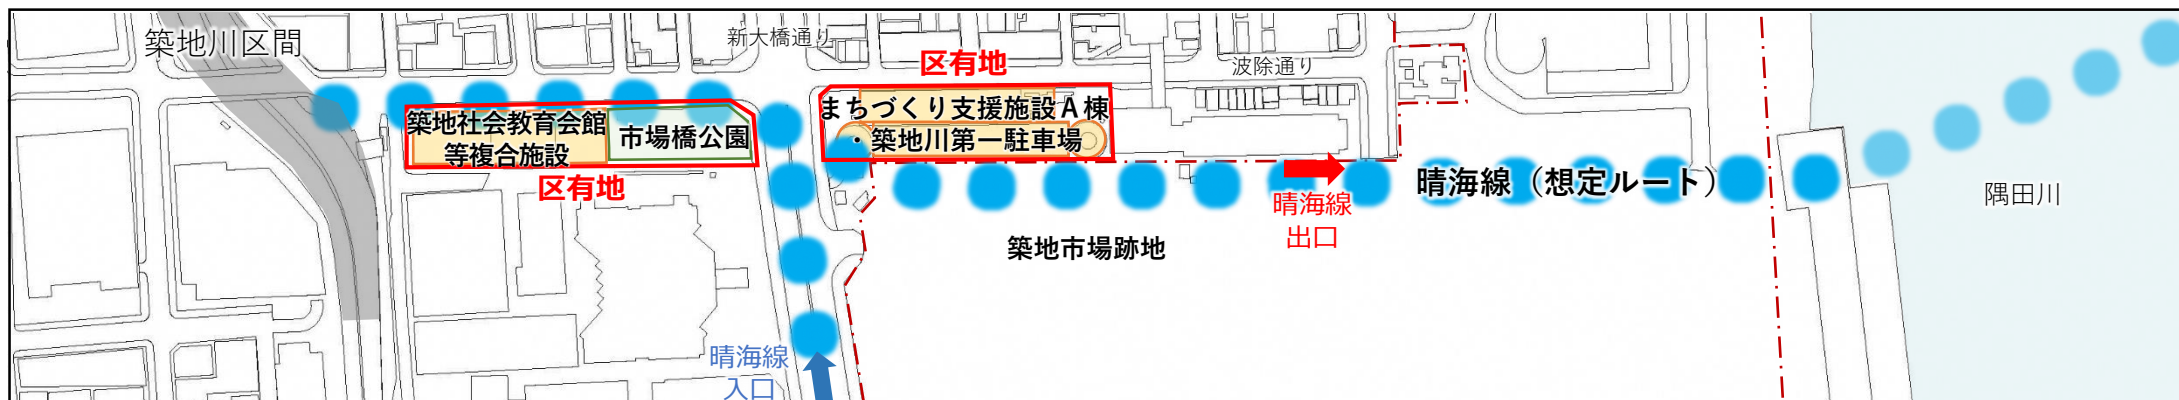 築地川区間
新大橋通り
区有地
波除通り
まちづくり支援施設A棟
・築地川第一駐車場
築地社会教育会館
等複合施設
市場橋公園
区有地
晴海線（想定ルート）
晴海線
出口
隅田川
築地市場跡地
晴海線
入口